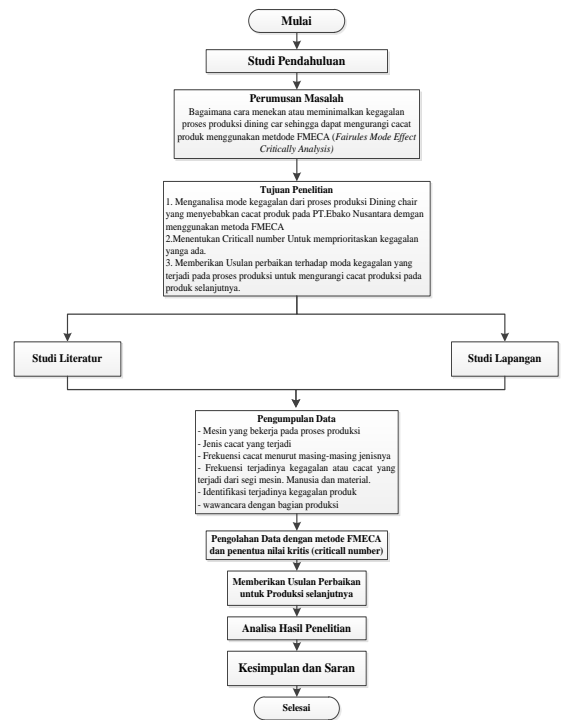 Mulai
Studi Pendahuluan
Perumusan Masalah
Bagaimana cara menekan atau meminimalkan kegagalan
proses produksi dining car sehingga dapat mengurangi cacat
produk menggunakan metdode FMECA (Fairules Mode Effect
Critically Analysis)
Tujuan Penelitian
1. Menganalisa mode kegagalan dari proses produksi Dining chair
yang menyebabkan cacat produk pada PT.Ebako Nusantara demgan
menggunakan metoda FMECA
2.Menentukan Criticall number Untuk memprioritaskan kegagalan
yanga ada.
3. Memberikan Usulan perbaikan terhadap moda kegagalan yang
terjadi pada proses produksi untuk mengurangi cacat produksi pada
produk selanjutnya.
Studi Literatur
Studi Lapangan
Pengumpulan Data
- Mesin yang bekerja pada proses produksi
- Jenis cacat yang terjadi
- Frekuensi cacat menurut masing-masing jenisnya
- Frekuensi terjadinya kegagalan atau cacat yang
terjadi dari segi mesin. Manusia dan material.
- Identifikasi terjadinya kegagalan produk
- wawancara dengan bagian produksi
Pengolahan Data dengan metode FMECA
dan penentua nilai kritis (criticall number)
Memberikan Usulan Perbaikan
untuk Produksi selanjutnya
Analisa Hasil Penelitian
Kesimpulan dan Saran
Selesai